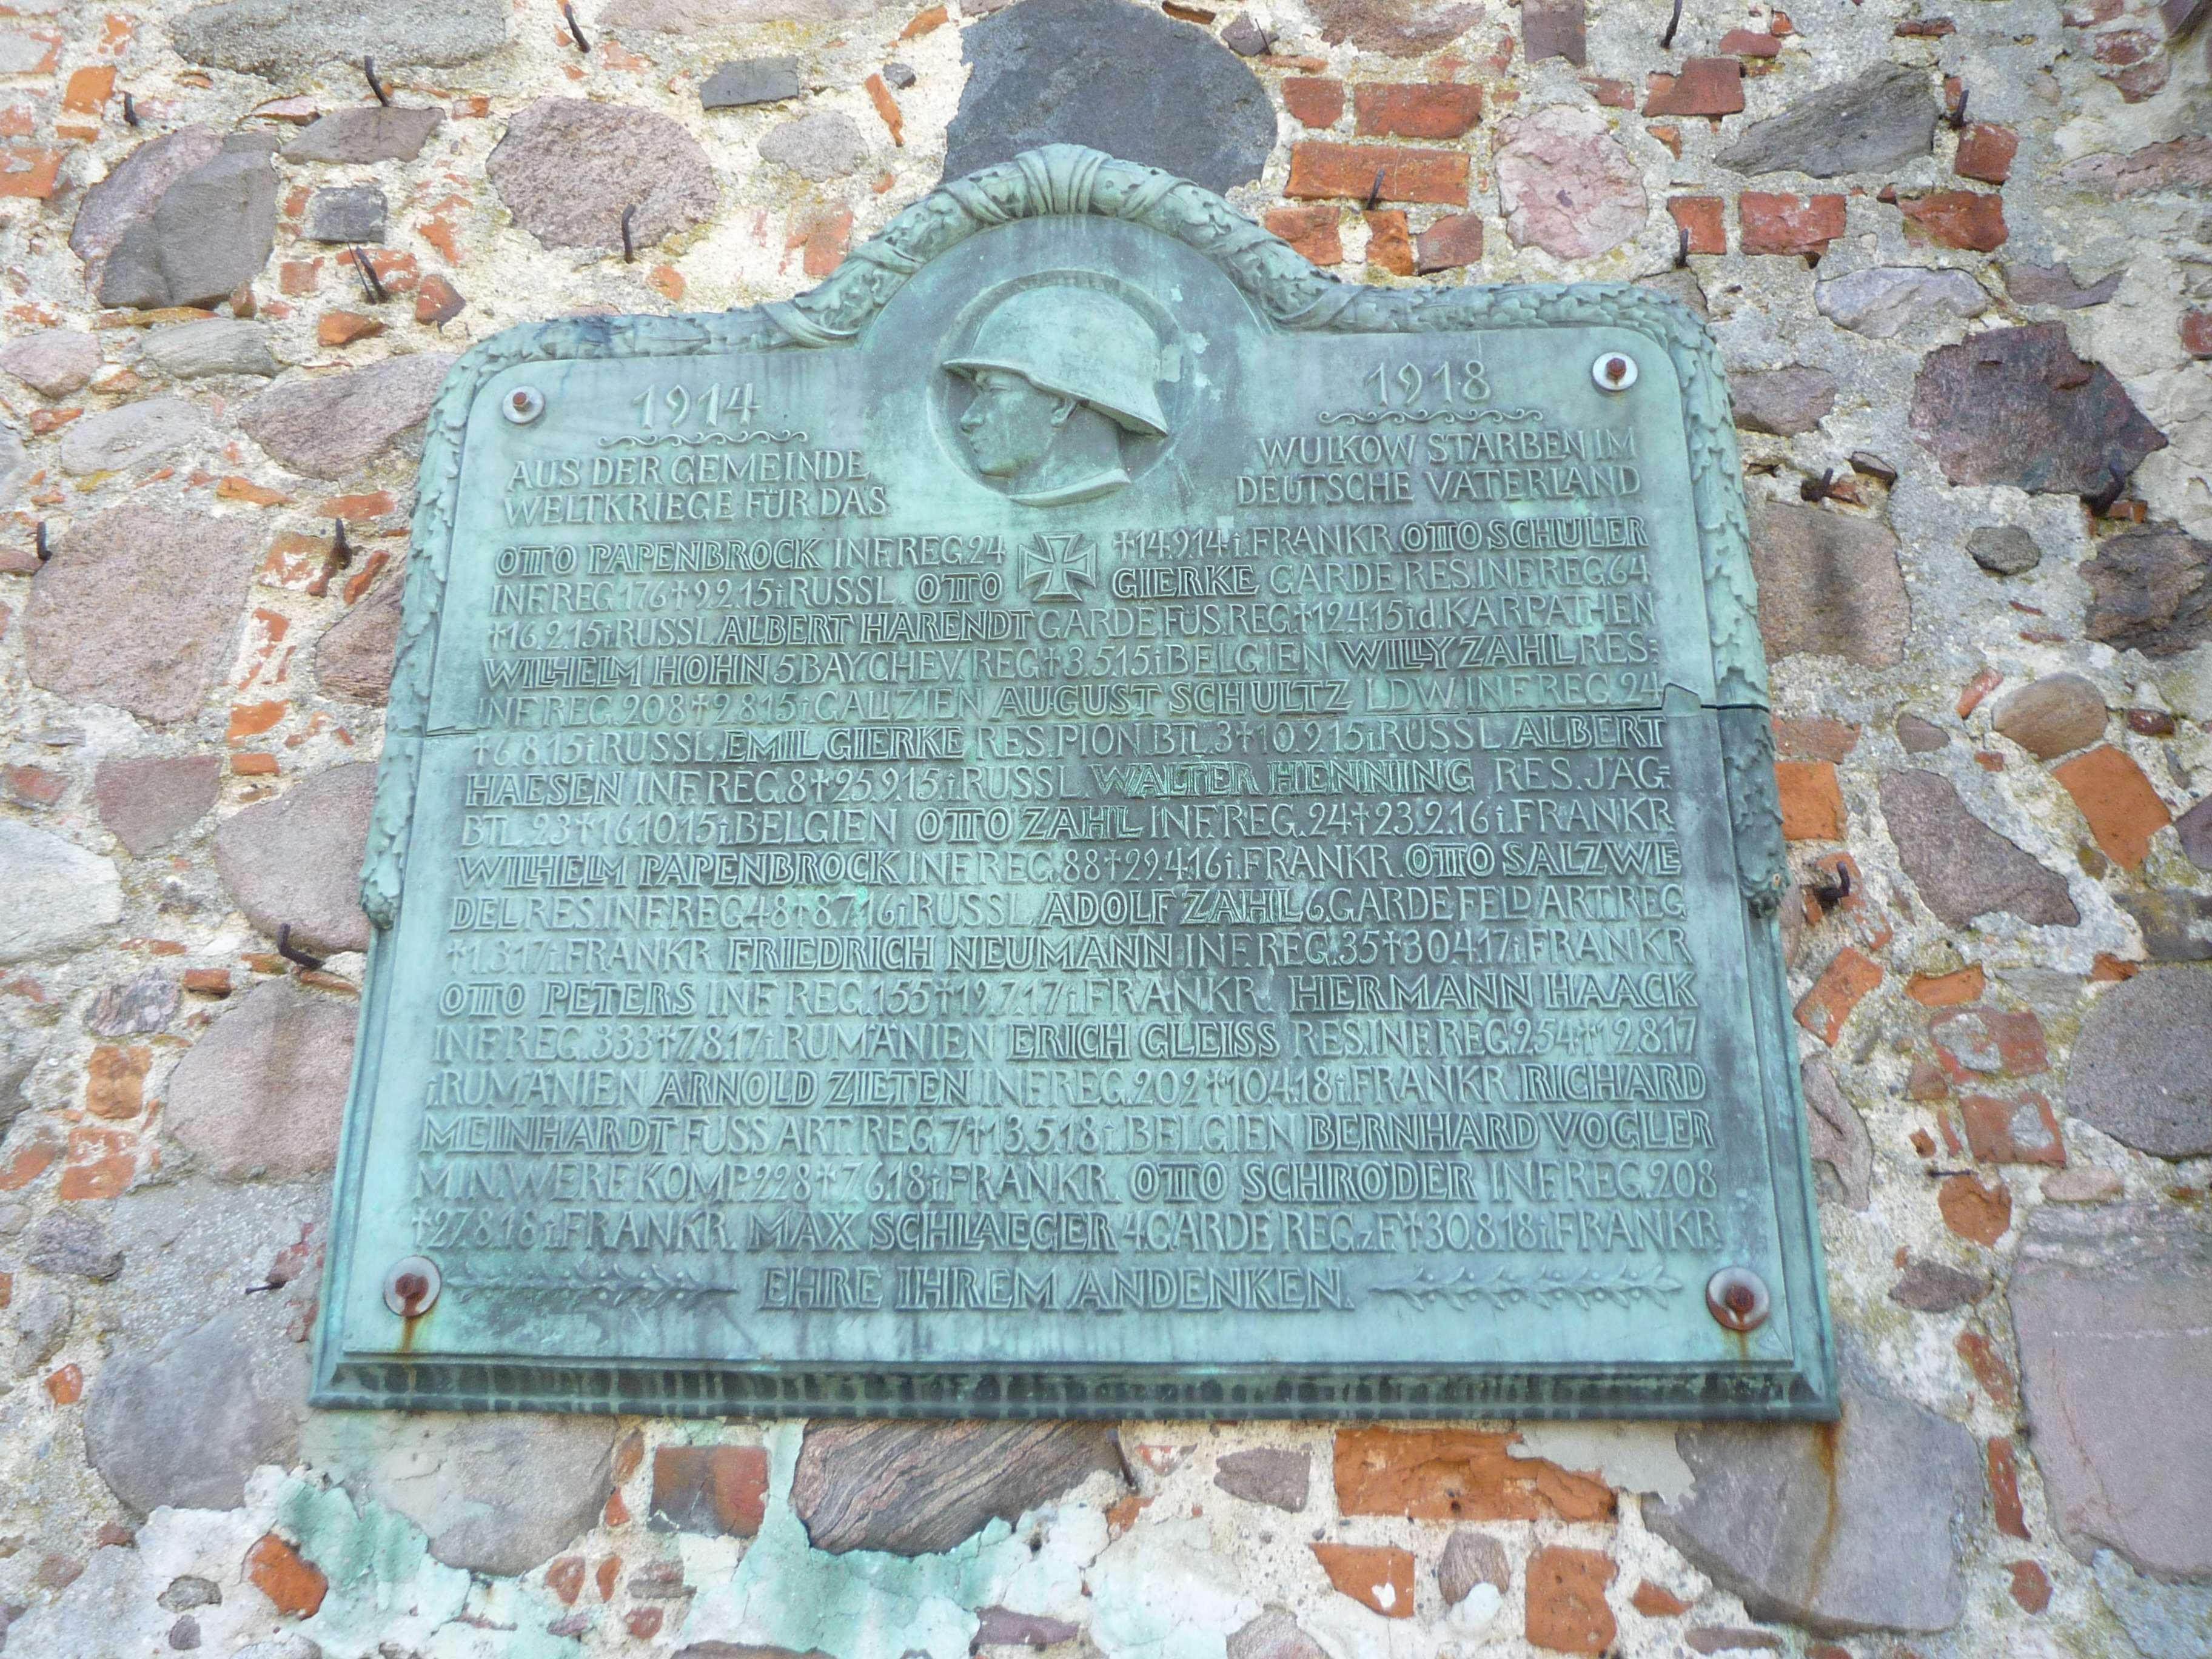 1914 1918
AUS DER GEMEINDE WULKOW STARBEN IM
WELTKRIEGE FÜR DAS DEUTSCHE VATERLAND
OTTO PAPENBROCK INF.REG.24 †14.9.14 i.FRANKR OTTO SCHÜLER
INF.REG.176 †9.2.15 i.RUSSL OTTO GIERKE GARDE RES.INF.REG.64
†16.2.15 i.RUSSL.ALBERT HARENDT GARDE FÜS.REG †12.4.15 i d.KARPATHEN
WILHELM HÖHN 5.BAY.CHEV.REG †3.5.15 i.BELGIEN WILLY ZAHL RES=
INF.REG.208 †2.8.15 i.GALIZIEN AUGUST SCHULTZ LDW.INF.REG.24
†6.8.15 i.RUSSL.EMIL GIERKE RES.PION.BTL.3 †10.9.15 i.RUSSL ALBERT
HAESEN INF.REG.8 †25.9.15 i.RUSSL WALTER HENNING RES.JÄG=
BTL.23 †16.10.15 i.BELGIEN OTTO ZAHL INF.REG.24 †23.2.16 i.FRANKR
WILHELM PAPENBROCK INF.REG.88 †29.4.16 i.FRANKR.OTTO SALZWE
DEL RES.INF.REG 48 †8.7.16 i.RUSSL ADOLF ZAHL 6.GARDE FELD ART.REG
†1.3.17 i.FRANKR FRIEDRICH NEUMANN INF.REG.35 †30.4.17 i.FRANKR
OTTO PETERS INF.REG.155 †19.7.17 i.FRANKR. HERMANN HAACK
INF.REG.333 †7.8.17 i.RUMÄNIEN ERICH GLEISS RES.INF.REG.254 †12.8.17
i.RUMÄNIEN ARNOLD ZIETEN INF.REG.202 †10.4.18 i.FRANKR.RICHARD
MEINHARDT FUSS ART.REG.7 †13.5.18 i.BELGIEN BERNHARD VOGLER
MIN.WERF.KOMP.228 †7.6.18 i.FRANKR. OTTO SCHRÖDER INF.REG.208
†27.8.18 i.FRANKR. MAX SCHLAEGER 4.GARDE REG.z.F †30.8.18 i.FRANKR
EHRE IHREM ANDENKEN.